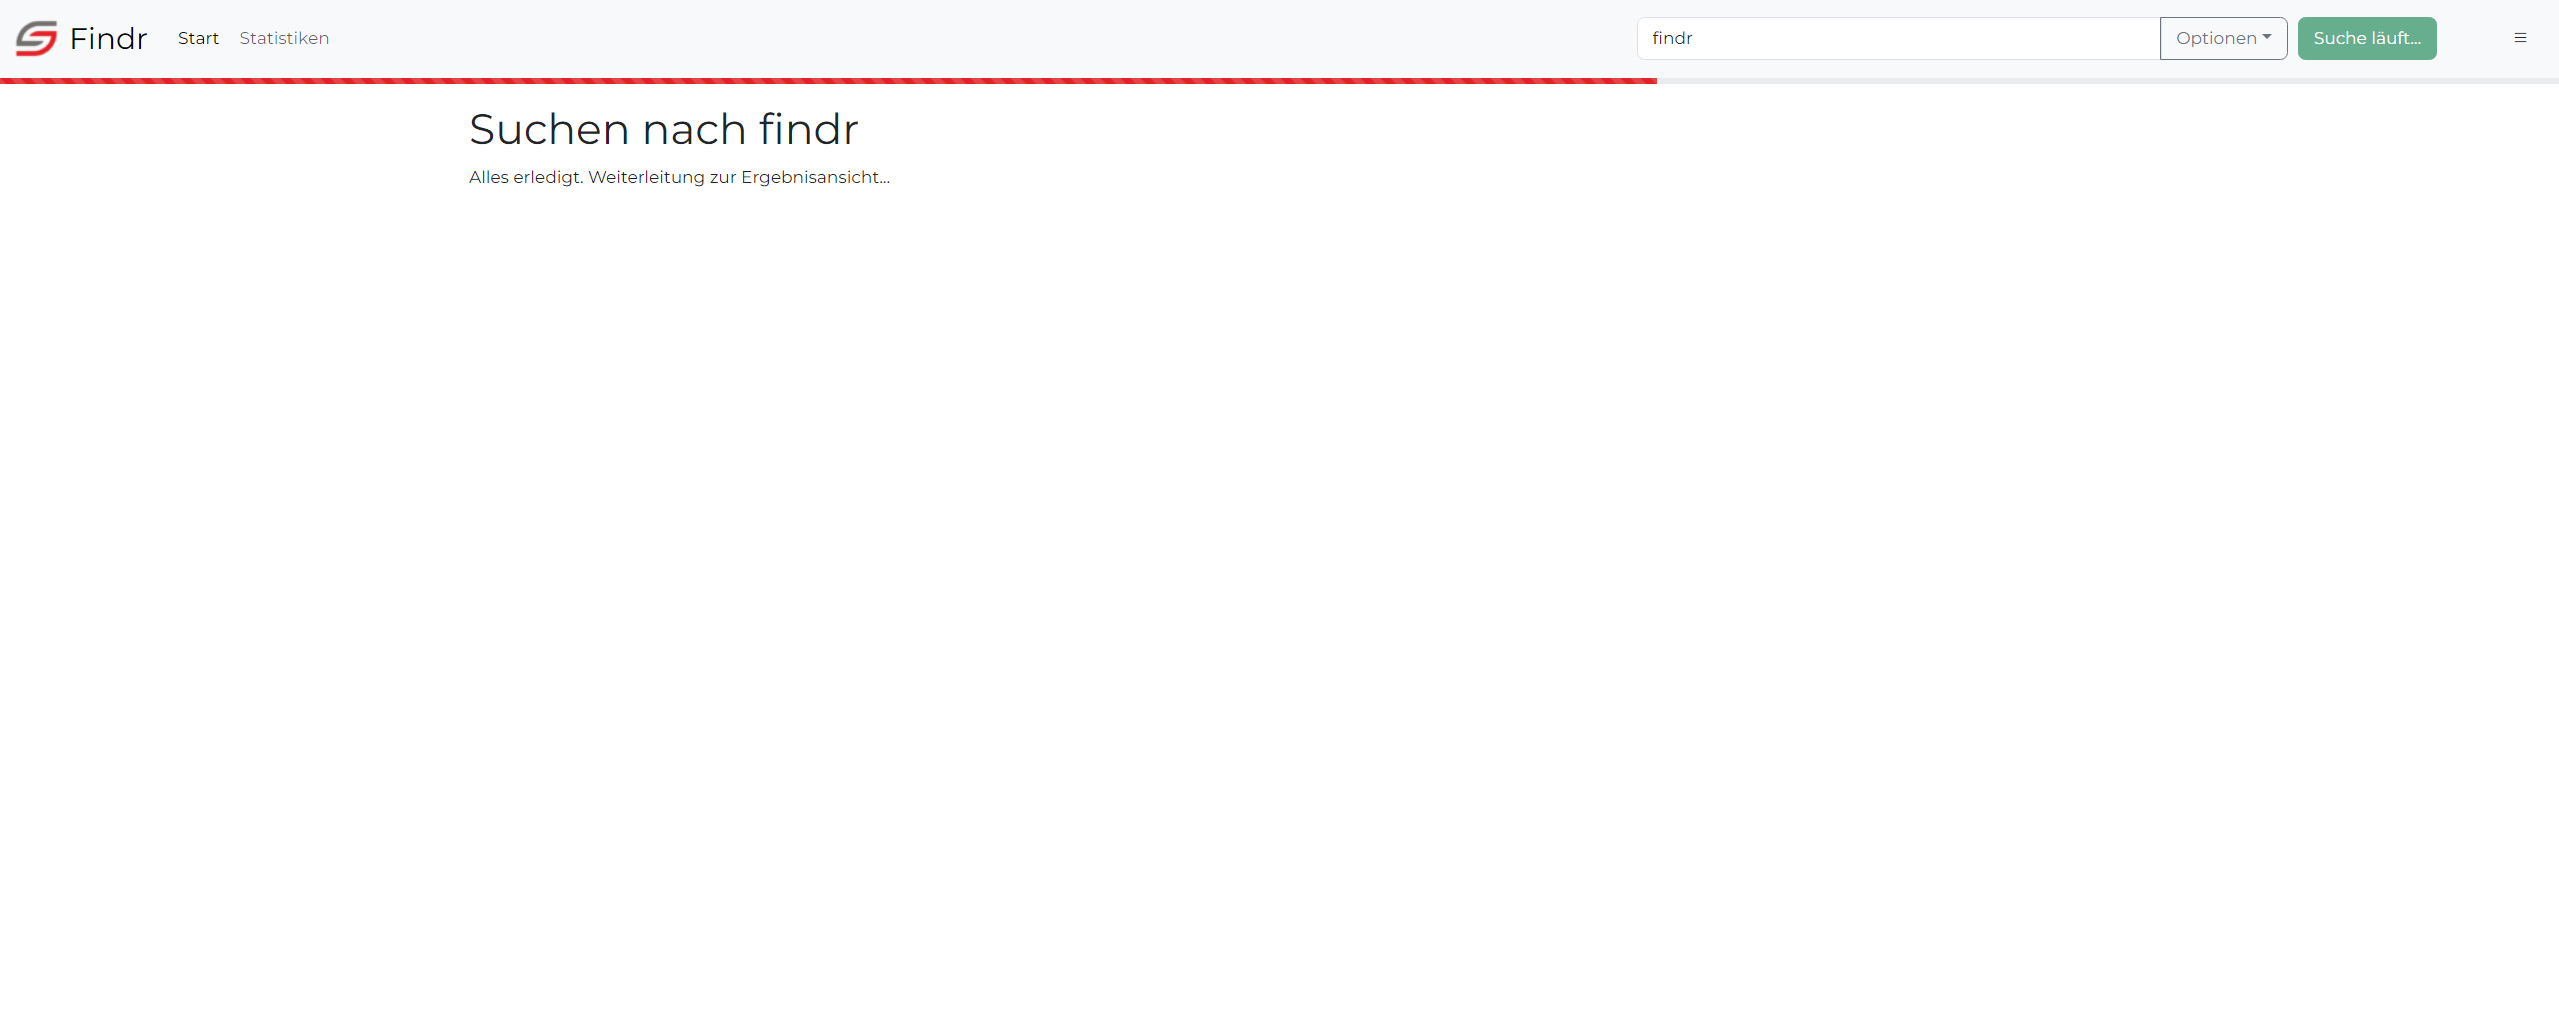 Findr Start Statistiken findr Optionen Suche läuft...
Suchen nach findr
Alles erledigt. Weiterleitung zur Ergebnisansicht...